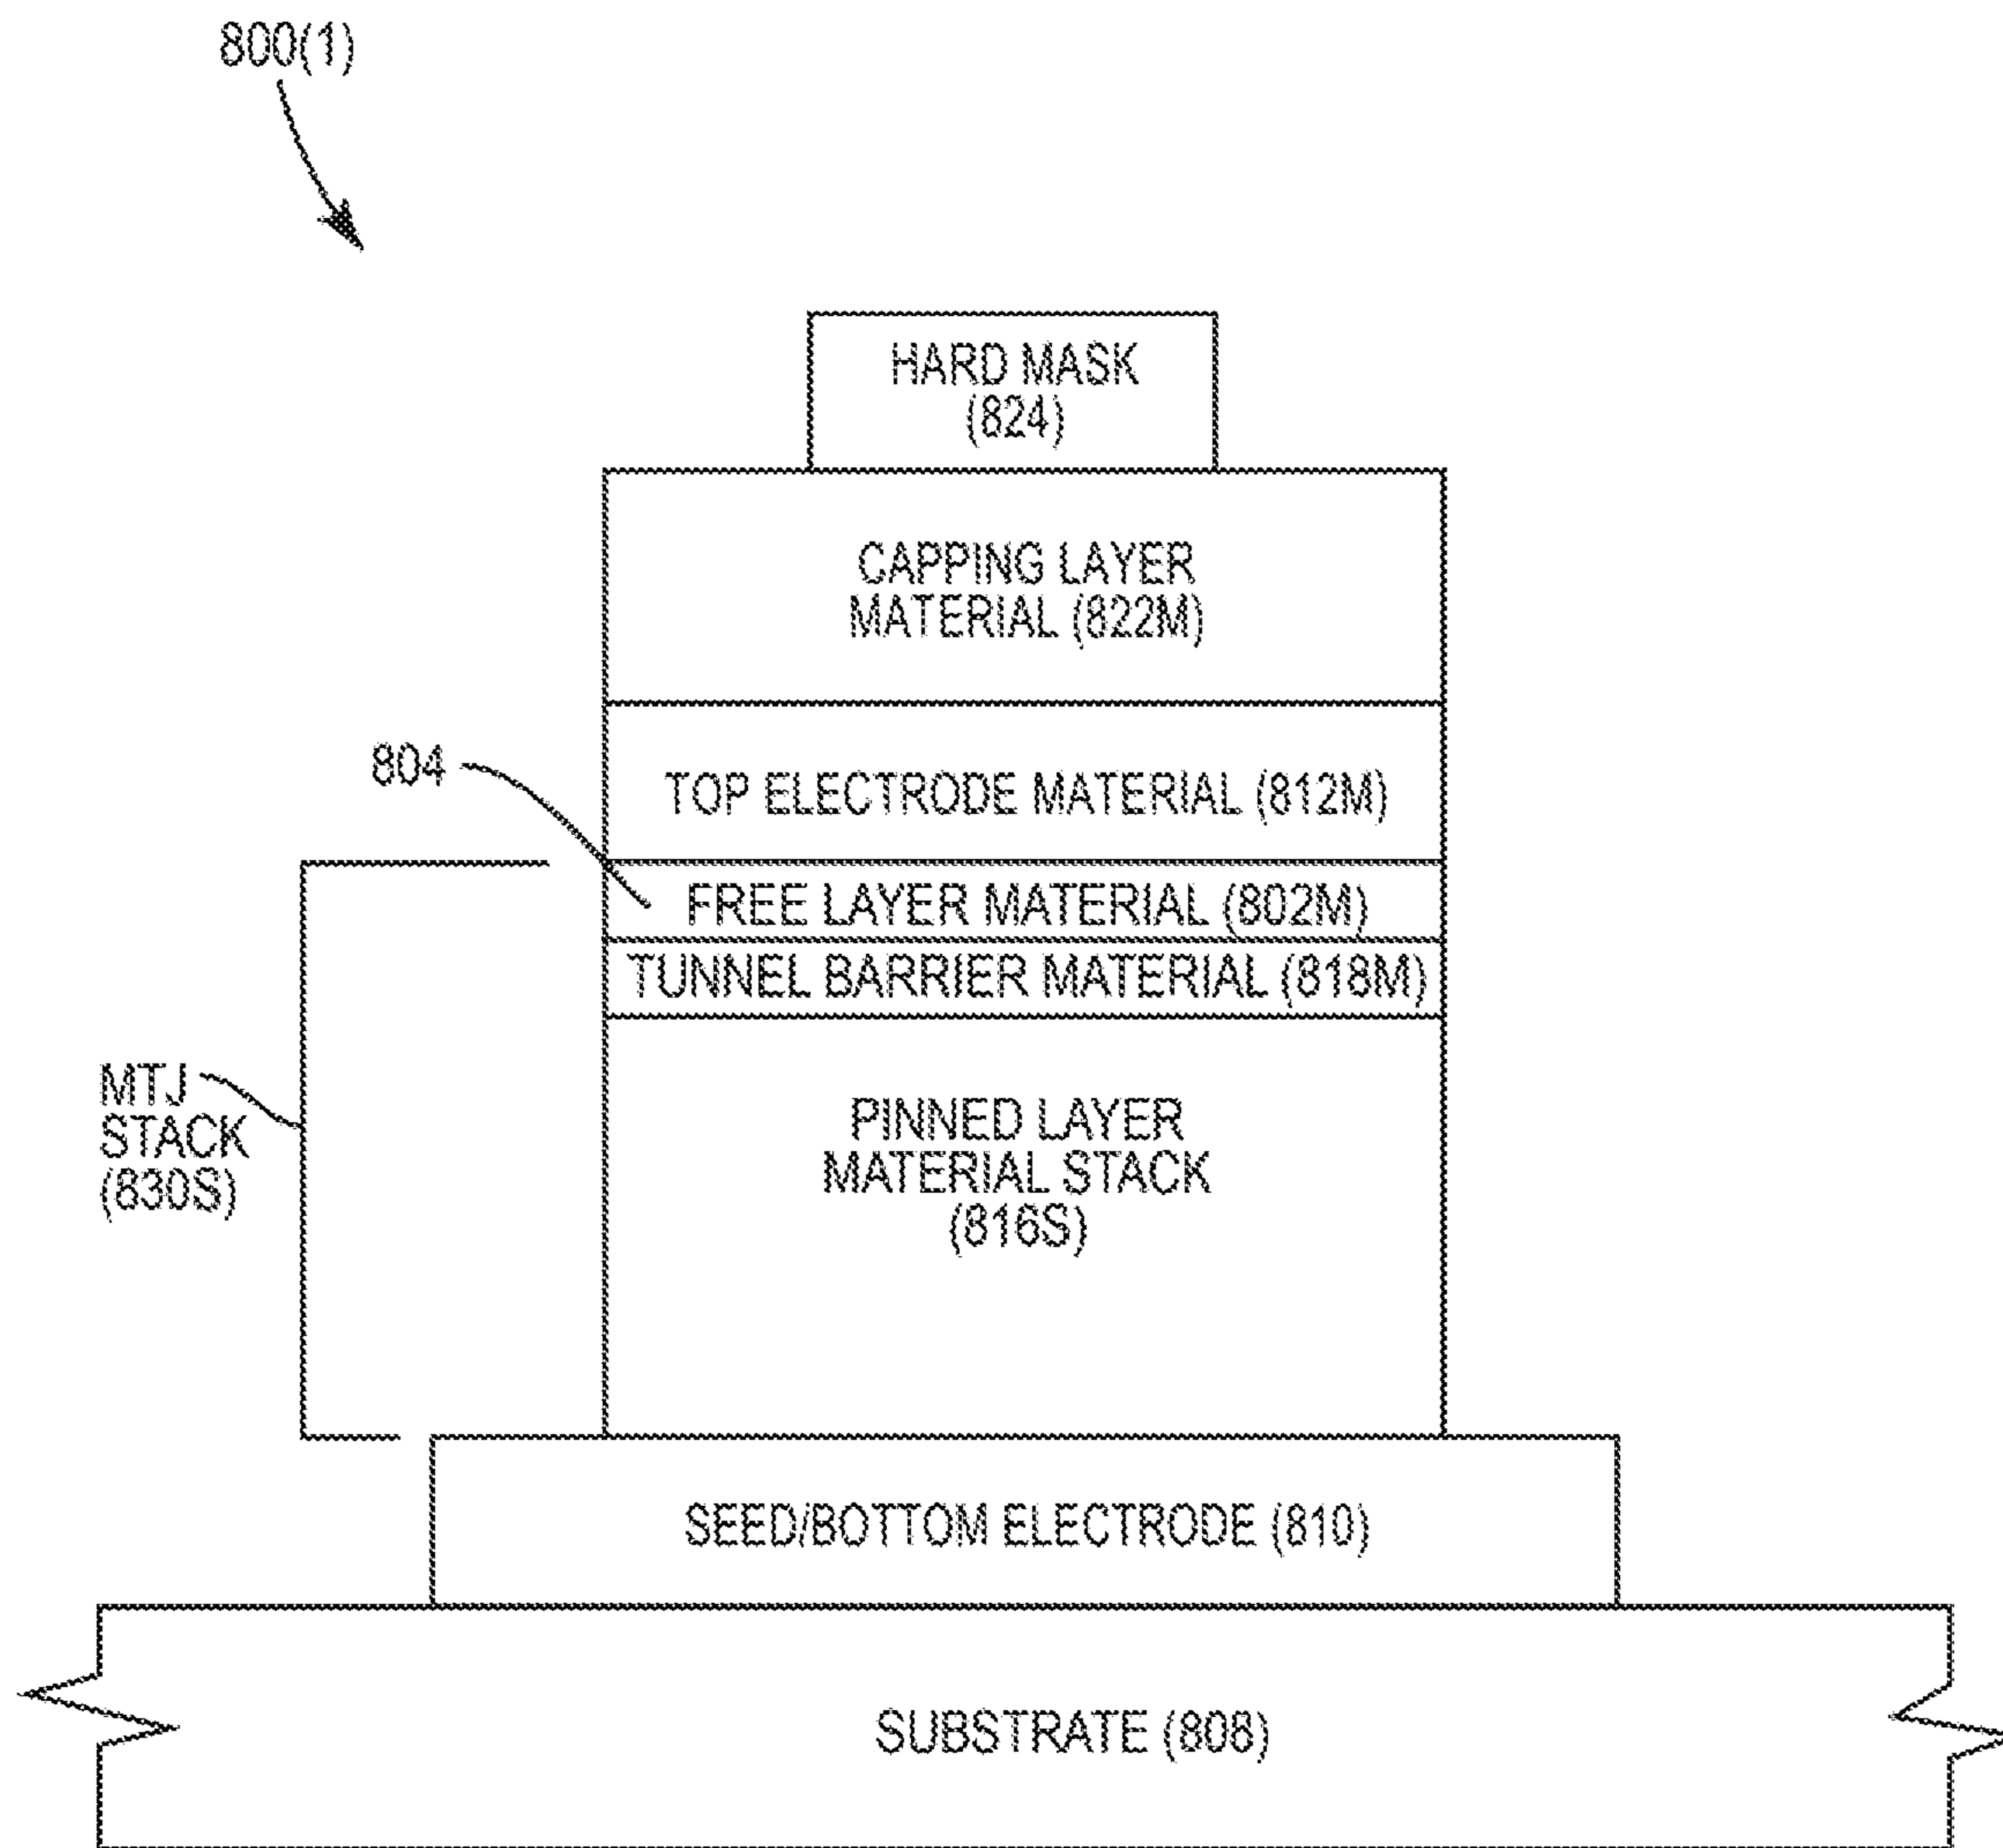 800(1)
HARD MASK
(824)
CAPPING LAYER
MATERIAL (822M)
804
TOP ELECTRODE MATERIAL (812M)
FREE LAYER MATERIAL (802M)
TUNNEL BARRIER MATERIAL (818M)
MTJ
STACK
(830S)
PINNED LAYER
MATERIAL STACK
(816S)
SEED/BOTTOM ELECTRODE (810)
SUBSTRATE (808)